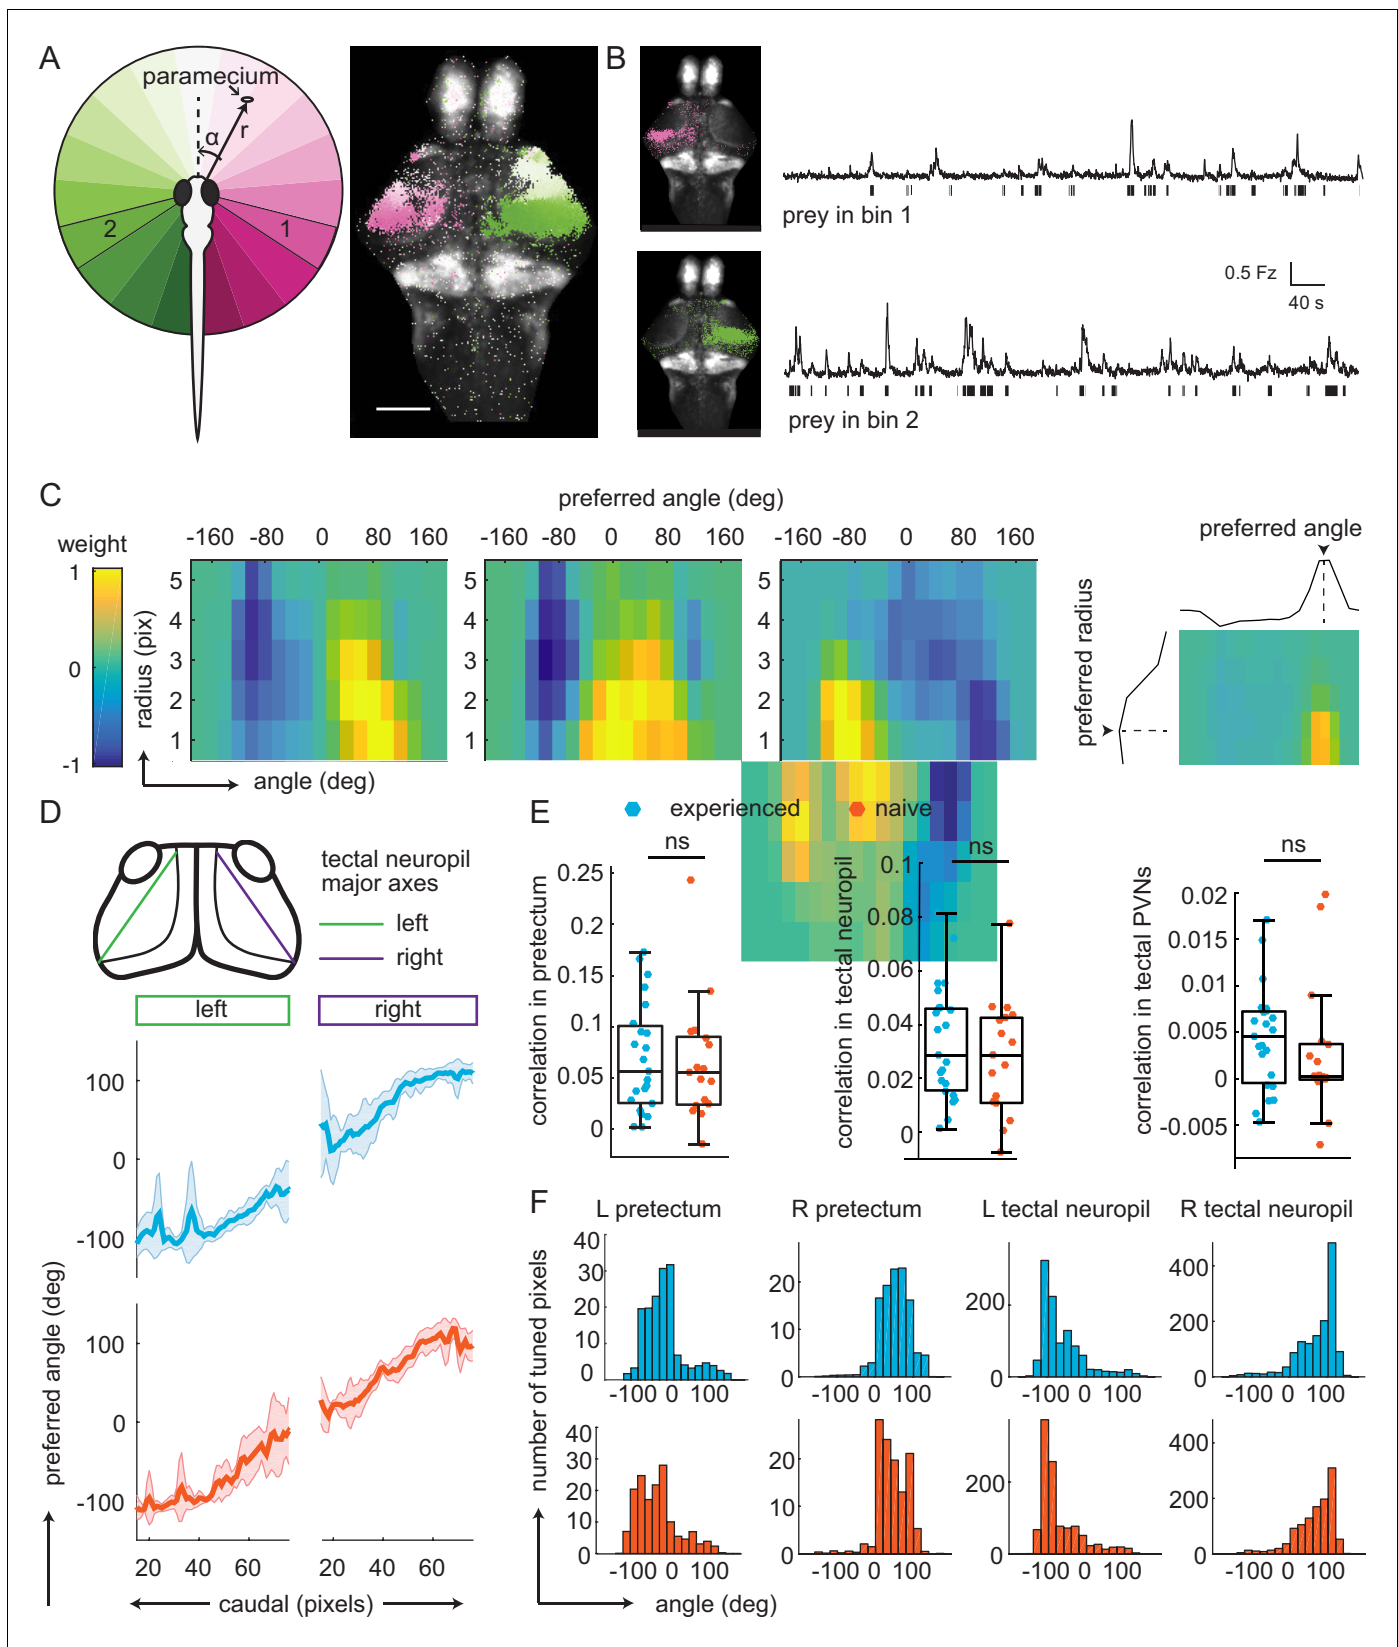 A
paramecium
α
r
2
1
B
prey in bin 1
0.5 Fz
40 s
prey in bin 2
C
preferred angle (deg)
weight
1
0
-1
-160 -80 0 80 160
-160 -80 0 80 160
-160 -80 0 80 160
radius (pix)
5
4
3
2
1
5
4
3
2
1
5
4
3
2
1
angle (deg)
preferred angle
preferred radius
D
tectal neuropil
major axes
left
right
left
right
preferred angle (deg)
100
0
-100
100
0
-100
20 40 60
20 40 60
caudal (pixels)
E
experienced
naive
correlation in pretectum
ns
0.25
0.2
0.15
0.1
0.05
0
correlation in tectal neuropil
ns
0.1
0.08
0.06
0.04
0.02
0
correlation in tectal PVNs
ns
0.02
0.015
0.01
0.005
0
-0.005
F
number of tuned pixels
L pretectum
R pretectum
L tectal neuropil
R tectal neuropil
40
30
20
10
0
-100 0 100
20
0
-100 0 100
200
0
-100 0 100
400
200
0
-100 0 100
40
30
20
10
0
-100 0 100
20
10
0
-100 0 100
200
0
-100 0 100
400
200
0
-100 0 100
angle (deg)